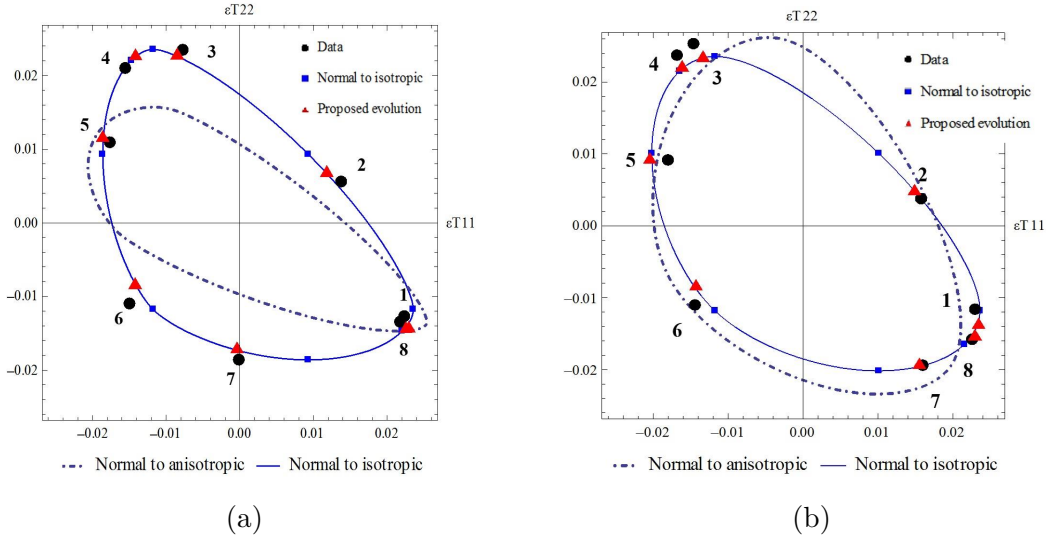 εT22
4
3
Data
0.02
Normal to isotropic
Proposed evolution
5
0.01
2
0.00
εT11
1
−0.01
6
8
7
−0.02
−0.02
−0.01
0.00
0.01
0.02
Normal to anisotropic
Normal to isotropic
(a)
εT22
4
3
Data
0.02
Normal to isotropic
Proposed evolution
5
0.01
2
0.00
εT11
1
−0.01
6
8
−0.02
7
−0.02
−0.01
0.00
0.01
0.02
Normal to anisotropic
Normal to isotropic
(b)